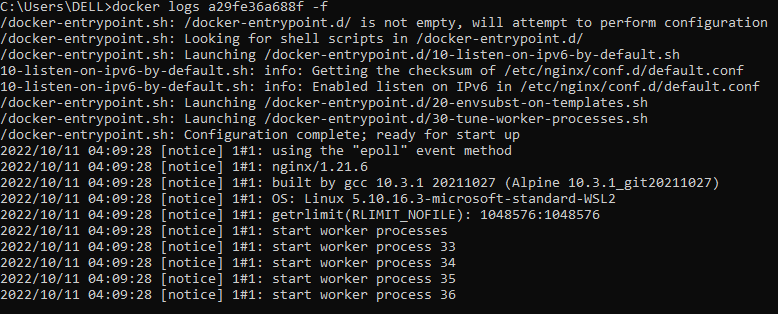 C:\Users\DELL>docker logs a29fe36a688f -f
/docker-entrypoint.sh: /docker-entrypoint.d/ is not empty, will attempt to perform configuration
/docker-entrypoint.sh: Looking for shell scripts in /docker-entrypoint.d/
/docker-entrypoint.sh: Launching /docker-entrypoint.d/10-listen-on-ipv6-by-default.sh
10-listen-on-ipv6-by-default.sh: info: Getting the checksum of /etc/nginx/conf.d/default.conf
10-listen-on-ipv6-by-default.sh: info: Enabled listen on IPv6 in /etc/nginx/conf.d/default.conf
/docker-entrypoint.sh: Launching /docker-entrypoint.d/20-envsubst-on-templates.sh
/docker-entrypoint.sh: Launching /docker-entrypoint.d/30-tune-worker-processes.sh
/docker-entrypoint.sh: Configuration complete; ready for start up
2022/10/11 04:09:28 [notice] 1#1: using the "epoll" event method
2022/10/11 04:09:28 [notice] 1#1: nginx/1.21.6
2022/10/11 04:09:28 [notice] 1#1: built by gcc 10.3.1 20211027 (Alpine 10.3.1_git20211027)
2022/10/11 04:09:28 [notice] 1#1: OS: Linux 5.10.16.3-microsoft-standard-WSL2
2022/10/11 04:09:28 [notice] 1#1: getrlimit(RLIMIT_NOFILE): 1048576:1048576
2022/10/11 04:09:28 [notice] 1#1: start worker processes
2022/10/11 04:09:28 [notice] 1#1: start worker process 33
2022/10/11 04:09:28 [notice] 1#1: start worker process 34
2022/10/11 04:09:28 [notice] 1#1: start worker process 35
2022/10/11 04:09:28 [notice] 1#1: start worker process 36